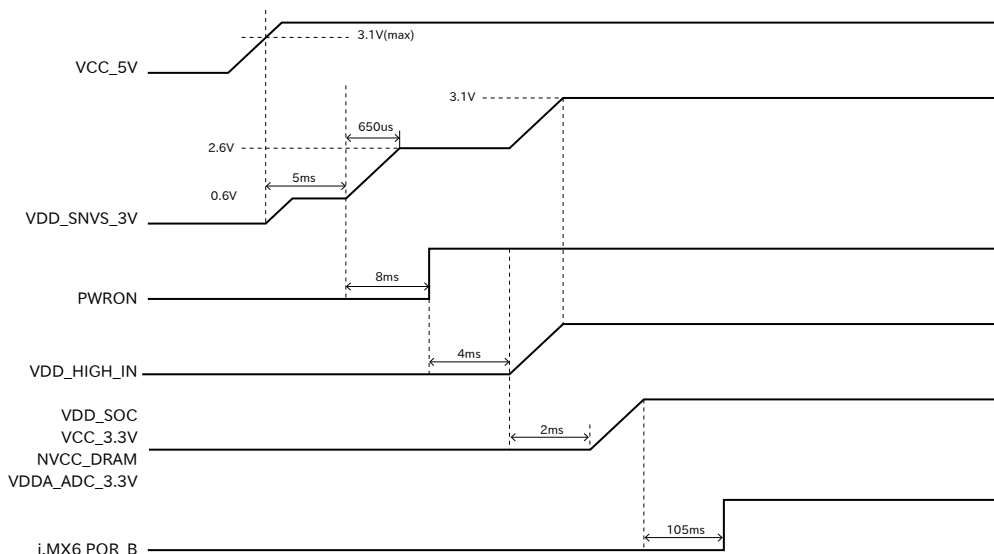 3.1V(max)
VCC_5V
3.1V
650us
2.6V
5ms
0.6V
VDD_SNVS_3V
8ms
PWRON
4ms
VDD_HIGH_IN
VDD_SOC
VCC_3.3V
2ms
NVCC_DRAM
VDDA_ADC_3.3V
105ms
i.MX6 POR_B